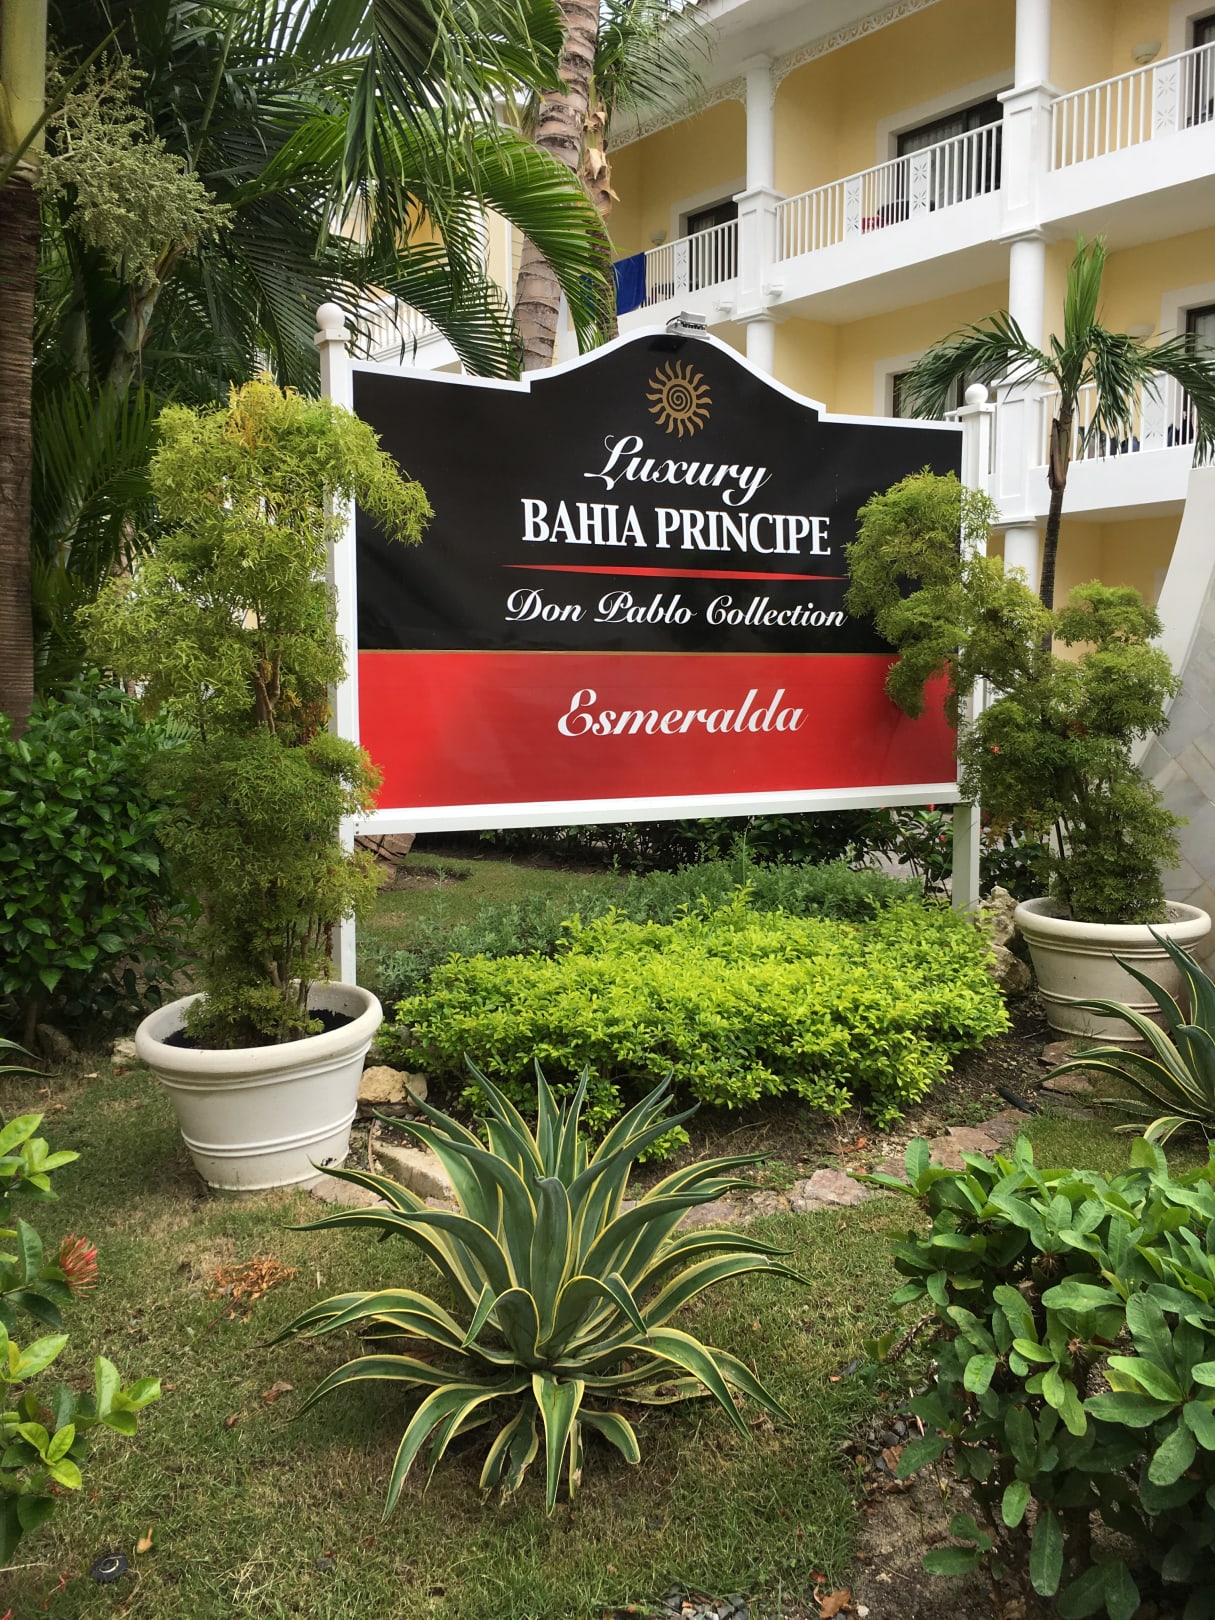 Luxury
BAHIA PRINCIPE
Don Pablo Collection
Esmeralda